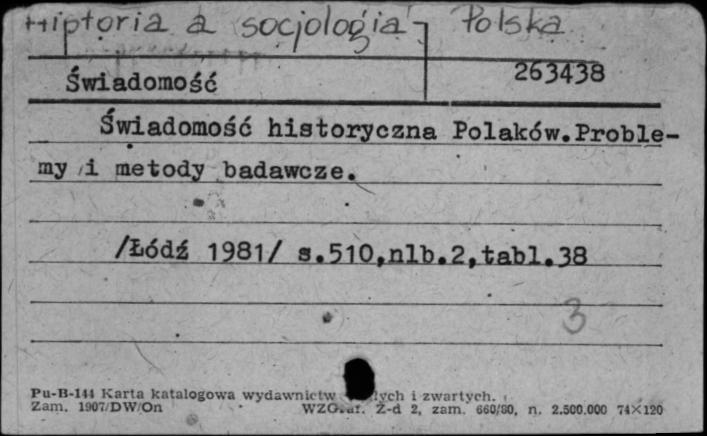 Historia a socjologia - Polska
Świadomość 263438
Świadomość historyczna Polaków.Proble-
my i metody badawcze.
/Łódź 1981/ s.510,nlb.2,tabl.38
3
Pu-B-144 Karta katalogowa wydawnictw i zwartych.
Zam. 1907/DW/On WZGraf. Z-d 2, zam. 660/80, n. 2.500.000 74×120